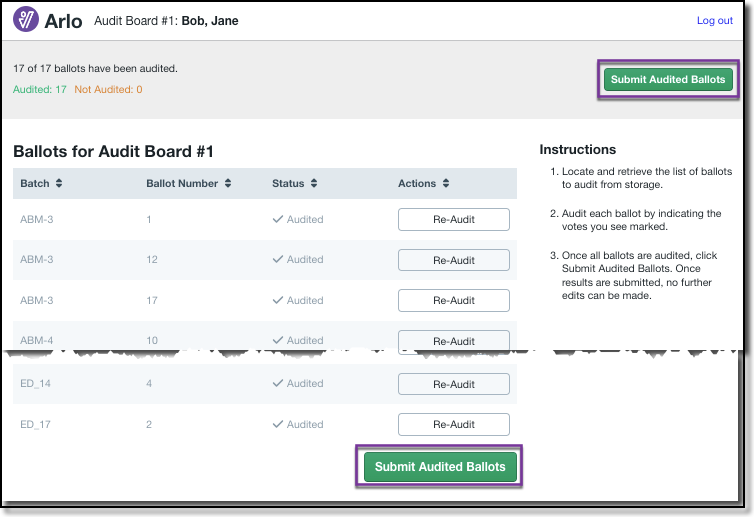 Arlo Audit Board #1: Bob, Jane Log out
17 of 17 ballots have been audited.
Audited: 17 Not Audited: 0
Submit Audited Ballots
Ballots for Audit Board #1
Batch Ballot Number Status Actions
ABM-3 1 Audited Re-Audit
ABM-3 12 Audited Re-Audit
ABM-3 17 Audited Re-Audit
ABM-4 10 Audited Re-Audit
ED_14 4 Audited Re-Audit
ED_17 2 Audited Re-Audit
Submit Audited Ballots
Instructions
1. Locate and retrieve the list of ballots
to audit from storage.
2. Audit each ballot by indicating the
votes you see marked.
3. Once all ballots are audited, click
Submit Audited Ballots. Once
results are submitted, no further
edits can be made.